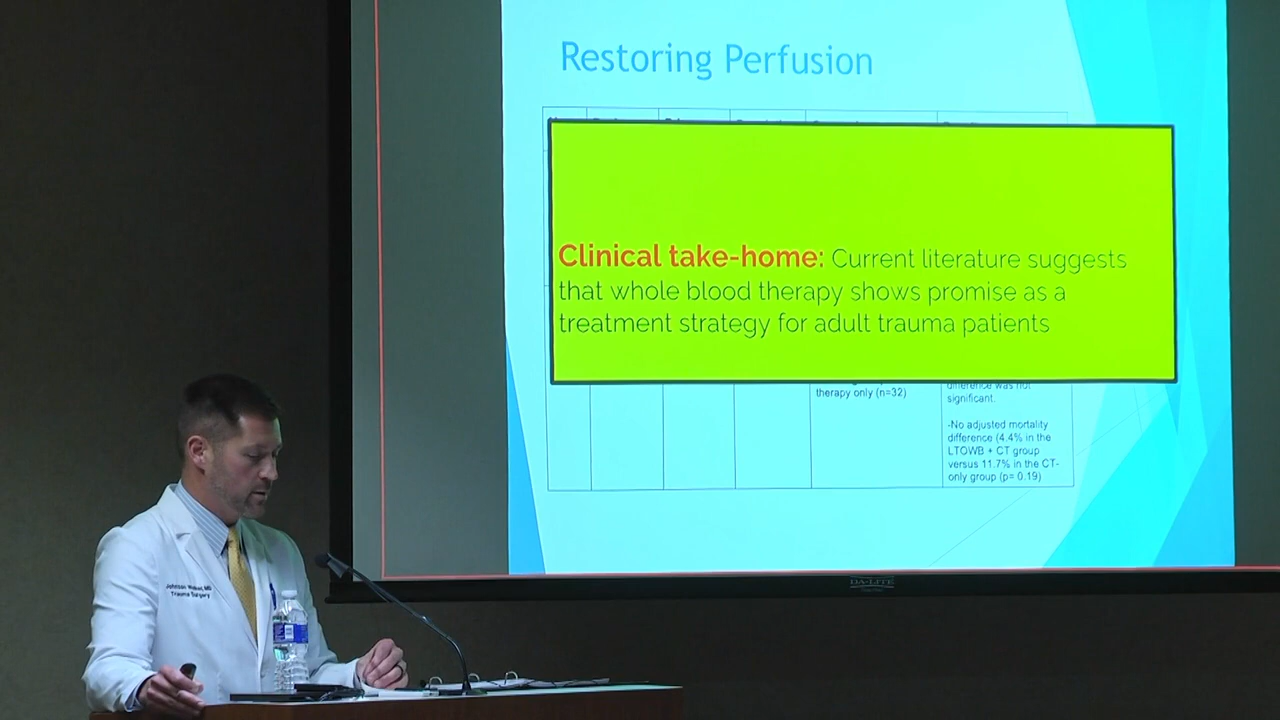 Restoring Perfusion
Clinical take-home: Current literature suggests
that whole blood therapy shows promise as a
treatment strategy for adult trauma patients
therapy only (n=32)
difference was not
significant.
-No adjusted mortality
difference (4.4% in the
LTOWB + CT group
versus 11.7% in the CT-
only group (p= 0.19)
DA-LITE
Trauma Surgery